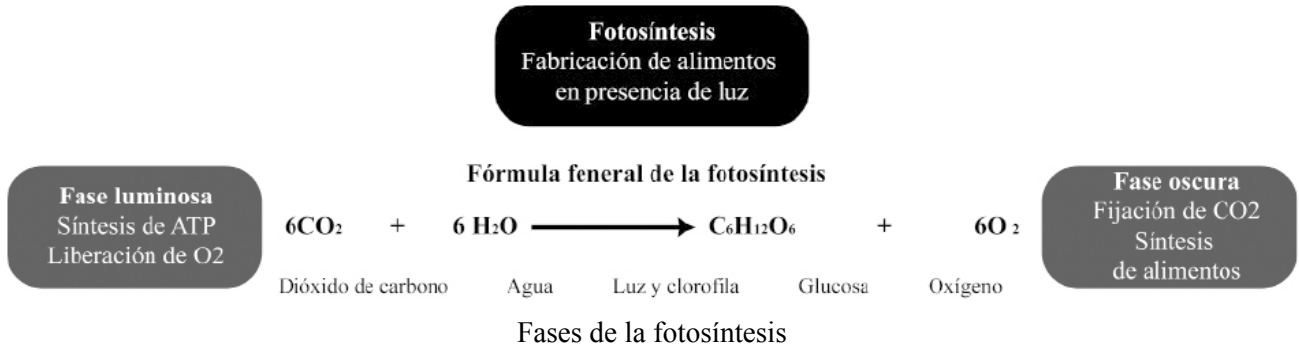 Fotosíntesis
Fabricación de alimentos
en presencia de luz
Fórmula feneral de la fotosíntesis
Fase luminosa
Síntesis de ATP
Liberación de O2
6CO₂ + 6 H₂O ⟶ C₆H₁₂O₆ + 6O ₂
Dióxido de carbono Agua Luz y clorofila Glucosa Oxígeno
Fase oscura
Fijación de CO2
Síntesis
de alimentos
Fases de la fotosíntesis